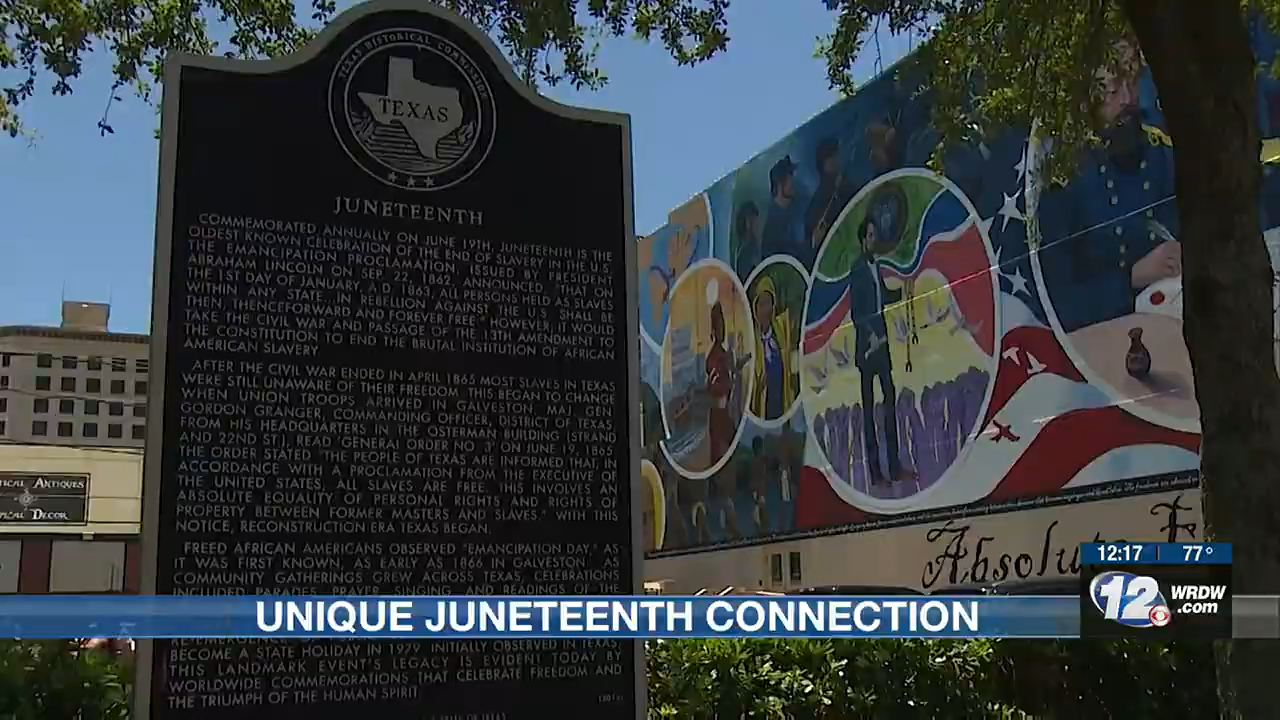 TEXAS HISTORICAL COMMISSION
TEXAS
JUNETEENTH
COMMEMORATED ANNUALLY ON JUNE 19TH, JUNETEENTH IS THE
OLDEST KNOWN CELEBRATION OF THE END OF SLAVERY IN THE U.S.
THE EMANCIPATION PROCLAMATION, ISSUED BY PRESIDENT
ABRAHAM LINCOLN ON SEP. 22, 1862, ANNOUNCED, "THAT ON
THE 1ST DAY OF JANUARY, A.D. 1863, ALL PERSONS HELD AS SLAVES
WITHIN ANY STATE... IN REBELLION AGAINST THE U.S. SHALL BE
THEN, THENCEFORWARD AND FOREVER FREE." HOWEVER, IT WOULD
TAKE THE CIVIL WAR AND PASSAGE OF THE 13TH AMENDMENT TO
THE CONSTITUTION TO END THE BRUTAL INSTITUTION OF AFRICAN
AMERICAN SLAVERY.
AFTER THE CIVIL WAR ENDED IN APRIL 1865 MOST SLAVES IN TEXAS
WERE STILL UNAWARE OF THEIR FREEDOM. THIS BEGAN TO CHANGE
WHEN UNION TROOPS ARRIVED IN GALVESTON. MAJ. GEN.
GORDON GRANGER, COMMANDING OFFICER, DISTRICT OF TEXAS,
FROM HIS HEADQUARTERS IN THE OSTERMAN BUILDING (STRAND
AND 22ND ST.), READ 'GENERAL ORDER NO. 3' ON JUNE 19, 1865.
THE ORDER STATED "THE PEOPLE OF TEXAS ARE INFORMED THAT, IN
ACCORDANCE WITH A PROCLAMATION FROM THE EXECUTIVE OF
THE UNITED STATES, ALL SLAVES ARE FREE. THIS INVOLVES AN
ABSOLUTE EQUALITY OF PERSONAL RIGHTS AND RIGHTS OF
PROPERTY BETWEEN FORMER MASTERS AND SLAVES." WITH THIS
NOTICE, RECONSTRUCTION ERA TEXAS BEGAN.
FREED AFRICAN AMERICANS OBSERVED "EMANCIPATION DAY," AS
IT WAS FIRST KNOWN, AS EARLY AS 1866 IN GALVESTON. AS
COMMUNITY GATHERINGS GREW ACROSS TEXAS, CELEBRATIONS
INCLUDED PARADES, PRAYER, SINGING, AND READINGS OF THE
BECOME A STATE HOLIDAY IN 1979. INITIALLY OBSERVED IN TEXAS,
THIS LANDMARK EVENT'S LEGACY IS EVIDENT TODAY BY
WORLDWIDE COMMEMORATIONS THAT CELEBRATE FREEDOM AND
THE TRIUMPH OF THE HUMAN SPIRIT.
ANTIQUES
DECOR
Absolute
12:17 77°
12 WRDW
.com
UNIQUE JUNETEENTH CONNECTION